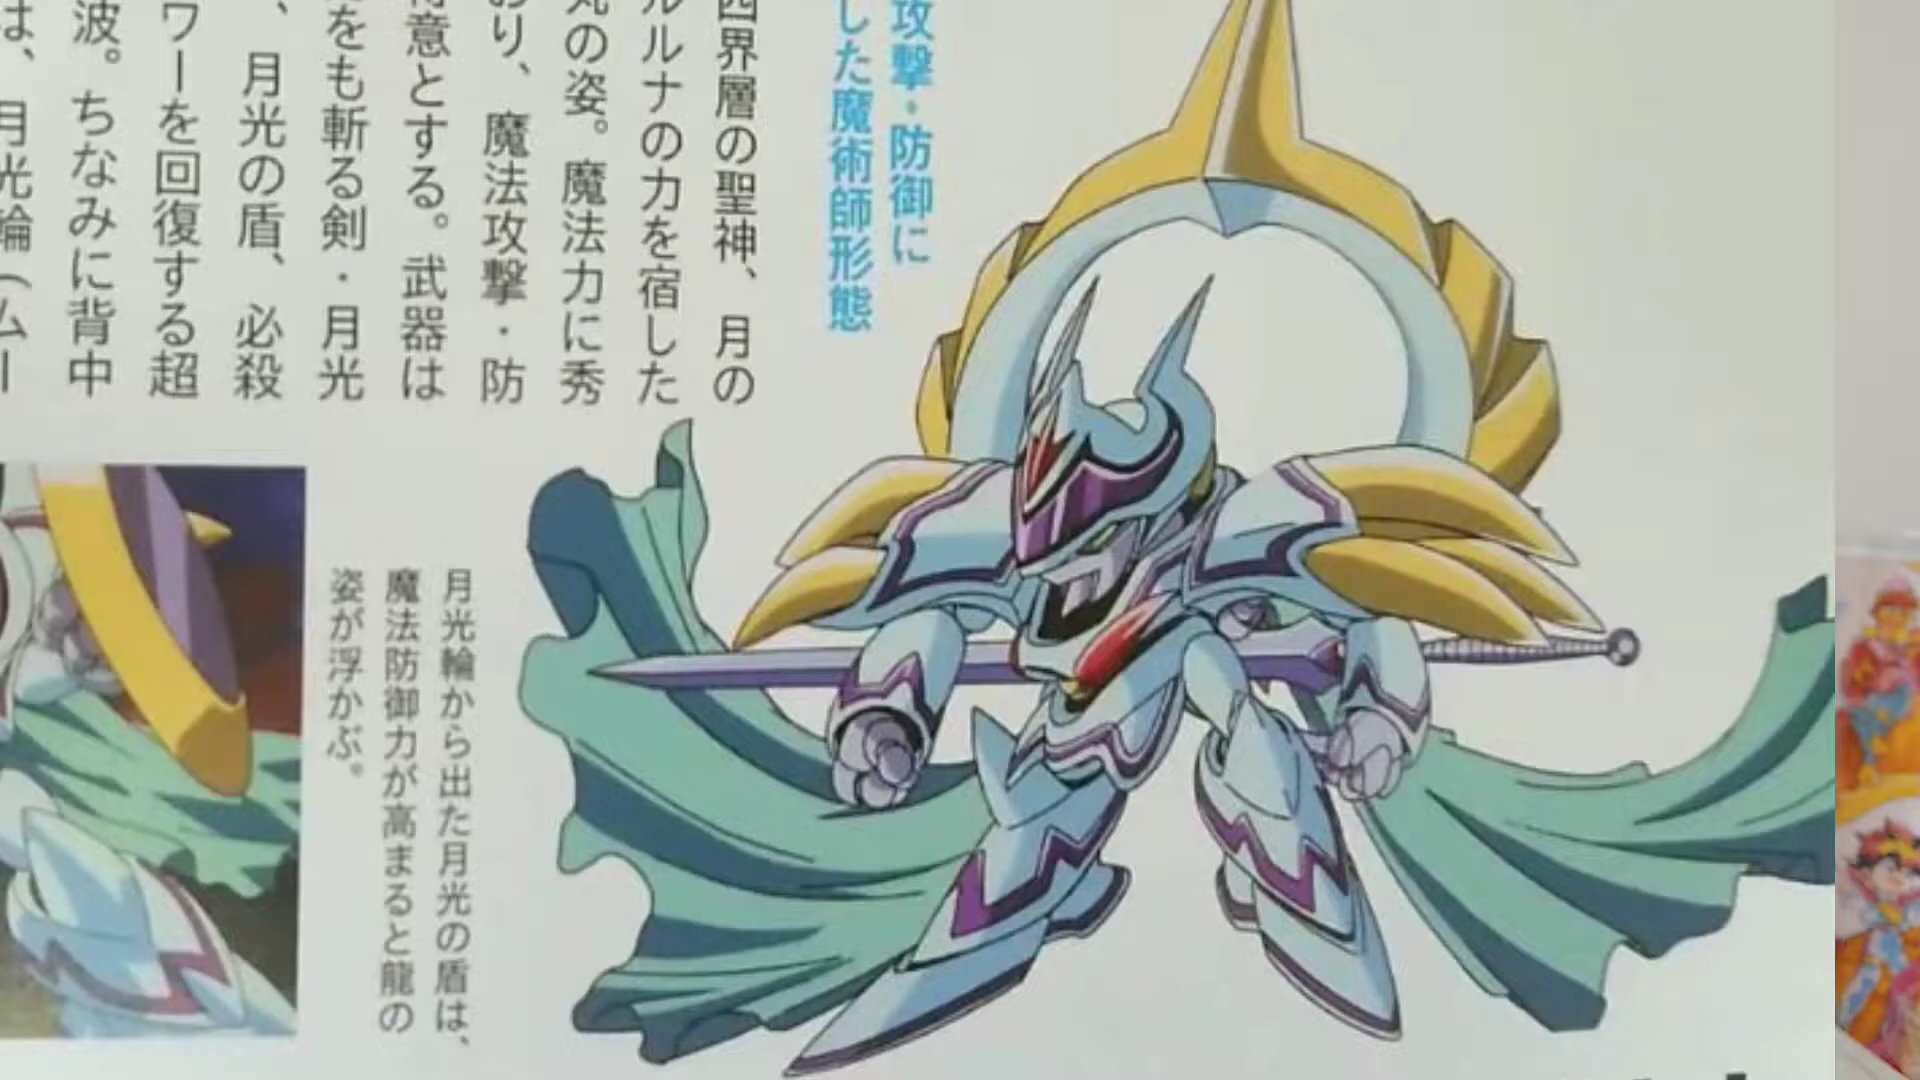 攻撃・防御に
した魔術師形態
四界層の聖神、月の
ルルナの力を宿した
の姿。魔法力に秀
おり、魔法攻撃・防
得意とする。武器は
をも斬る剣・月光
、月光の盾、必殺
ワーを回復する超
波。ちなみに背中
は、月光輪(ムー
月光輪から出た月光の盾は、
魔法防御力が高まると龍の
姿が浮かぶ。